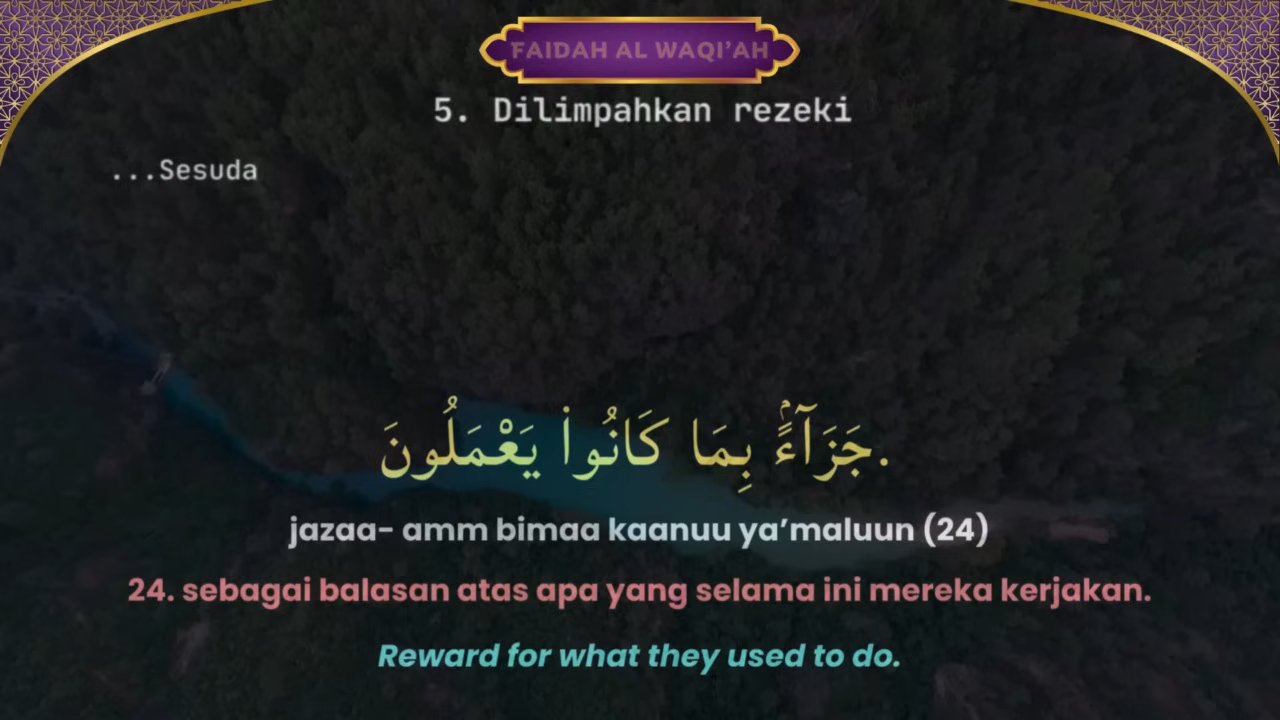 FAIDAH AL WAQI'AH
5. Dilimpahkan rezeki
...Sesuda
جَزَآءًۢ بِمَا كَانُوا۟ يَعْمَلُونَ.
jazaa- amm bimaa kaanuu ya’maluun (24)
24. sebagai balasan atas apa yang selama ini mereka kerjakan.
Reward for what they used to do.